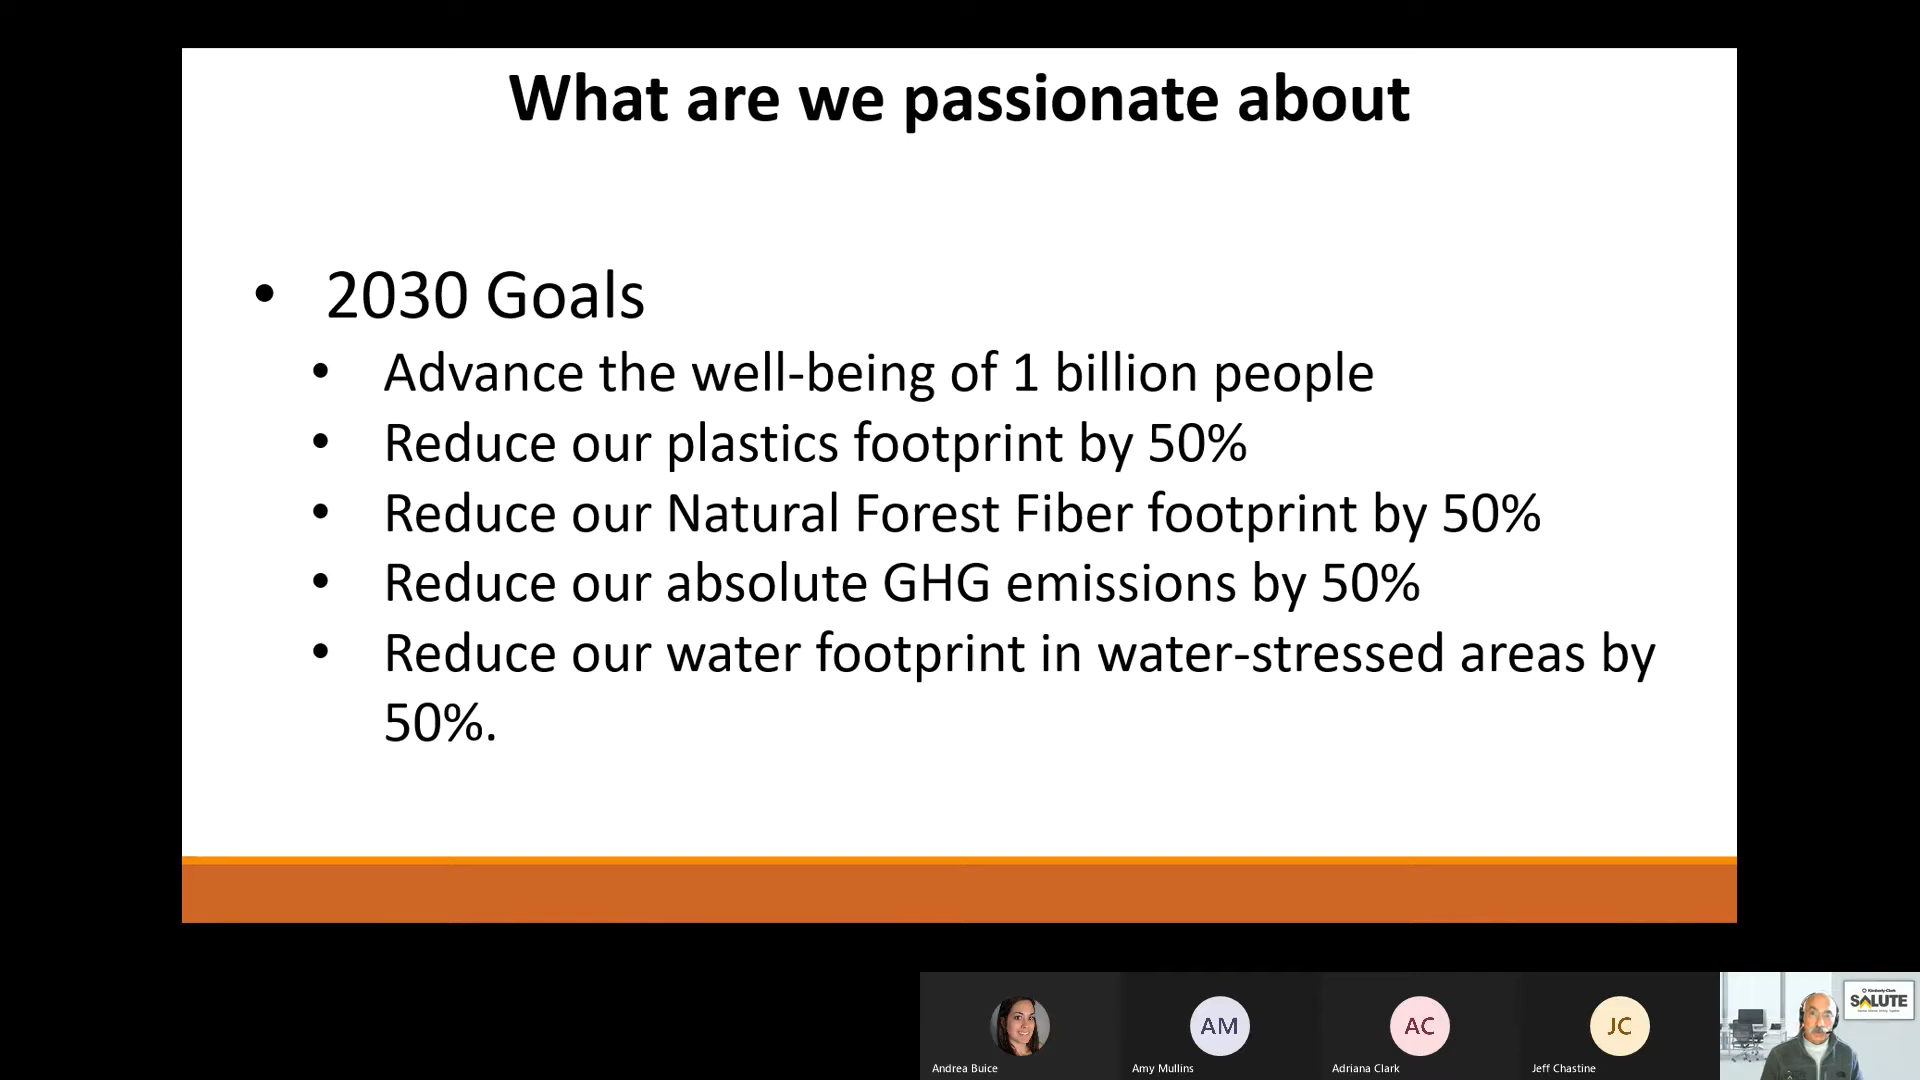 What are we passionate about
• 2030 Goals
• Advance the well-being of 1 billion people
• Reduce our plastics footprint by 50%
• Reduce our Natural Forest Fiber footprint by 50%
• Reduce our absolute GHG emissions by 50%
• Reduce our water footprint in water-stressed areas by
50%.
AM
AC
JC
Kimberly-Clark
SALUTE
Andrea Buice
Amy Mullins
Adriana Clark
Jeff Chastine